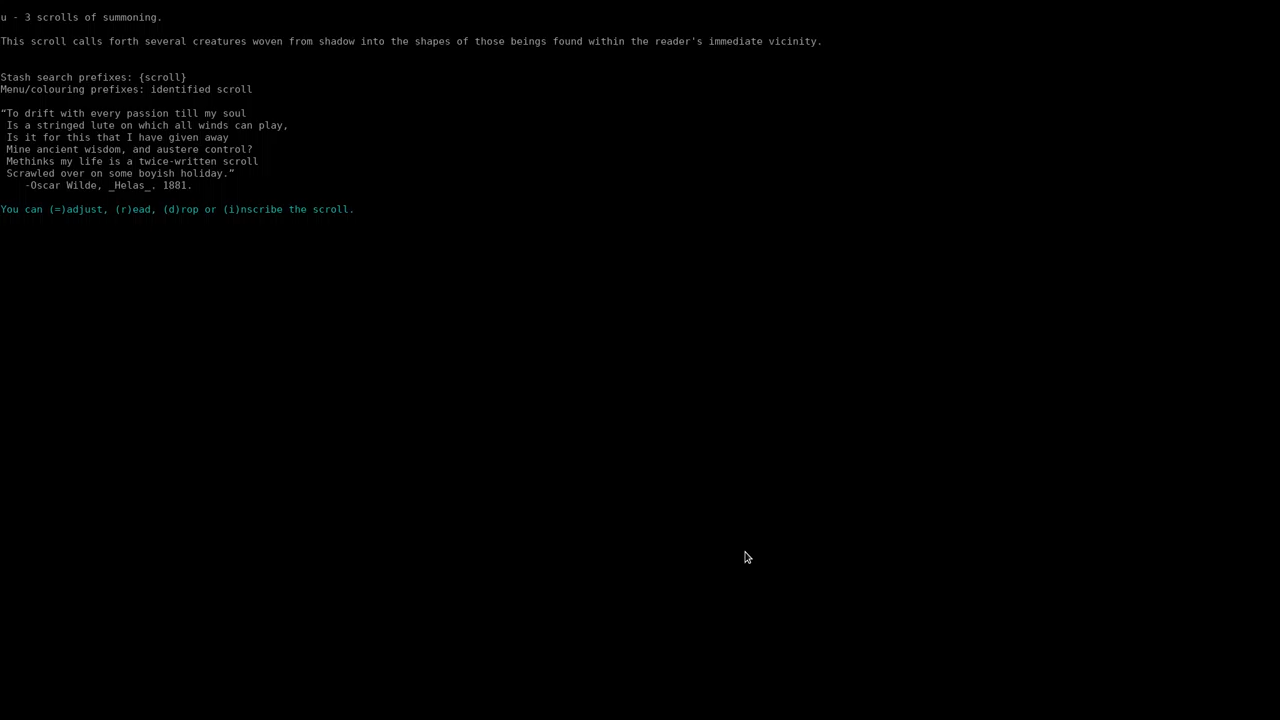 u - 3 scrolls of summoning.
This scroll calls forth several creatures woven from shadow into the shapes of those beings found within the reader's immediate vicinity.
Stash search prefixes: {scroll}
Menu/colouring prefixes: identified scroll
“To drift with every passion till my soul
Is a stringed lute on which all winds can play,
Is it for this that I have given away
Mine ancient wisdom, and austere control?
Methinks my life is a twice-written scroll
Scrawled over on some boyish holiday.”
-Oscar Wilde, _Helas_. 1881.
You can (=)adjust, (r)ead, (d)rop or (i)nscribe the scroll.